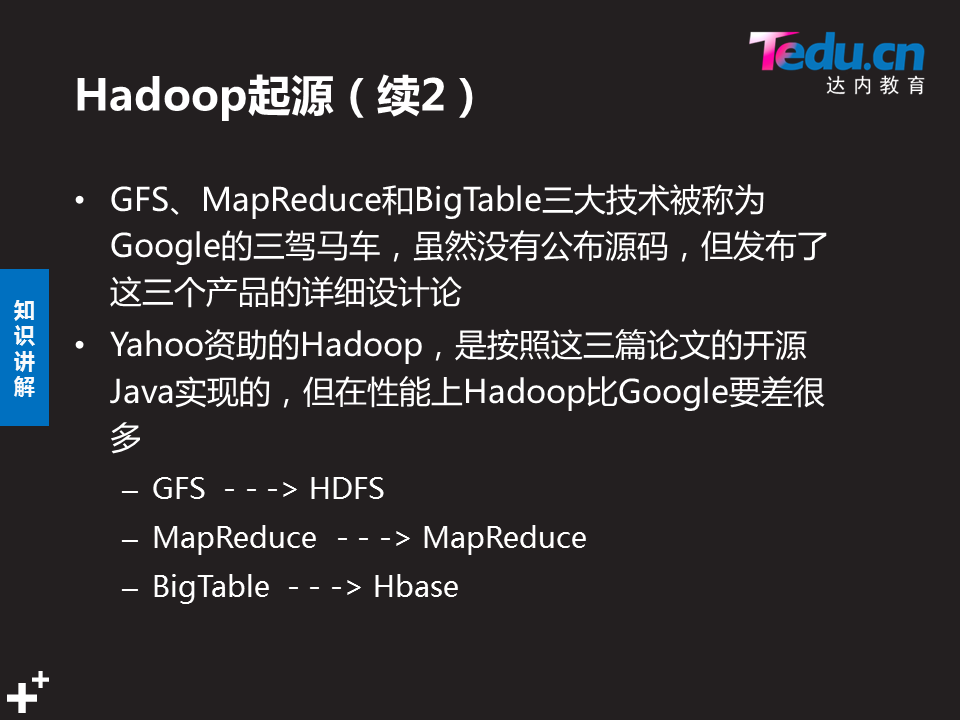 Tedu.cn
达内教育
Hadoop起源（续2）
• GFS、MapReduce和BigTable三大技术被称为
Google的三驾马车，虽然没有公布源码，但发布了
这三个产品的详细设计论
• Yahoo资助的Hadoop，是按照这三篇论文的开源
Java实现的，但在性能上Hadoop比Google要差很
多
– GFS - - -> HDFS
– MapReduce - - -> MapReduce
– BigTable - - -> Hbase
知识讲解